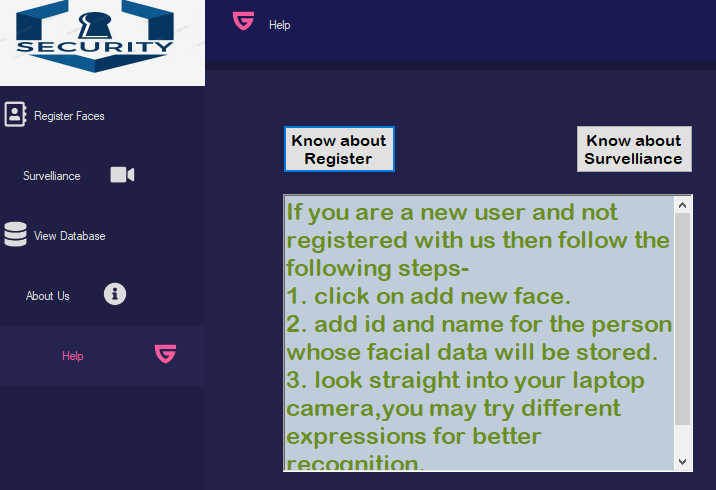 SECURITY
Help
Register Faces
Survelliance
View Database
About Us
Help
Know about
Register
Know about
Survelliance
If you are a new user and not
registered with us then follow the
following steps-
1. click on add new face.
2. add id and name for the person
whose facial data will be stored.
3. look straight into your laptop
camera,you may try different
expressions for better
recognition.